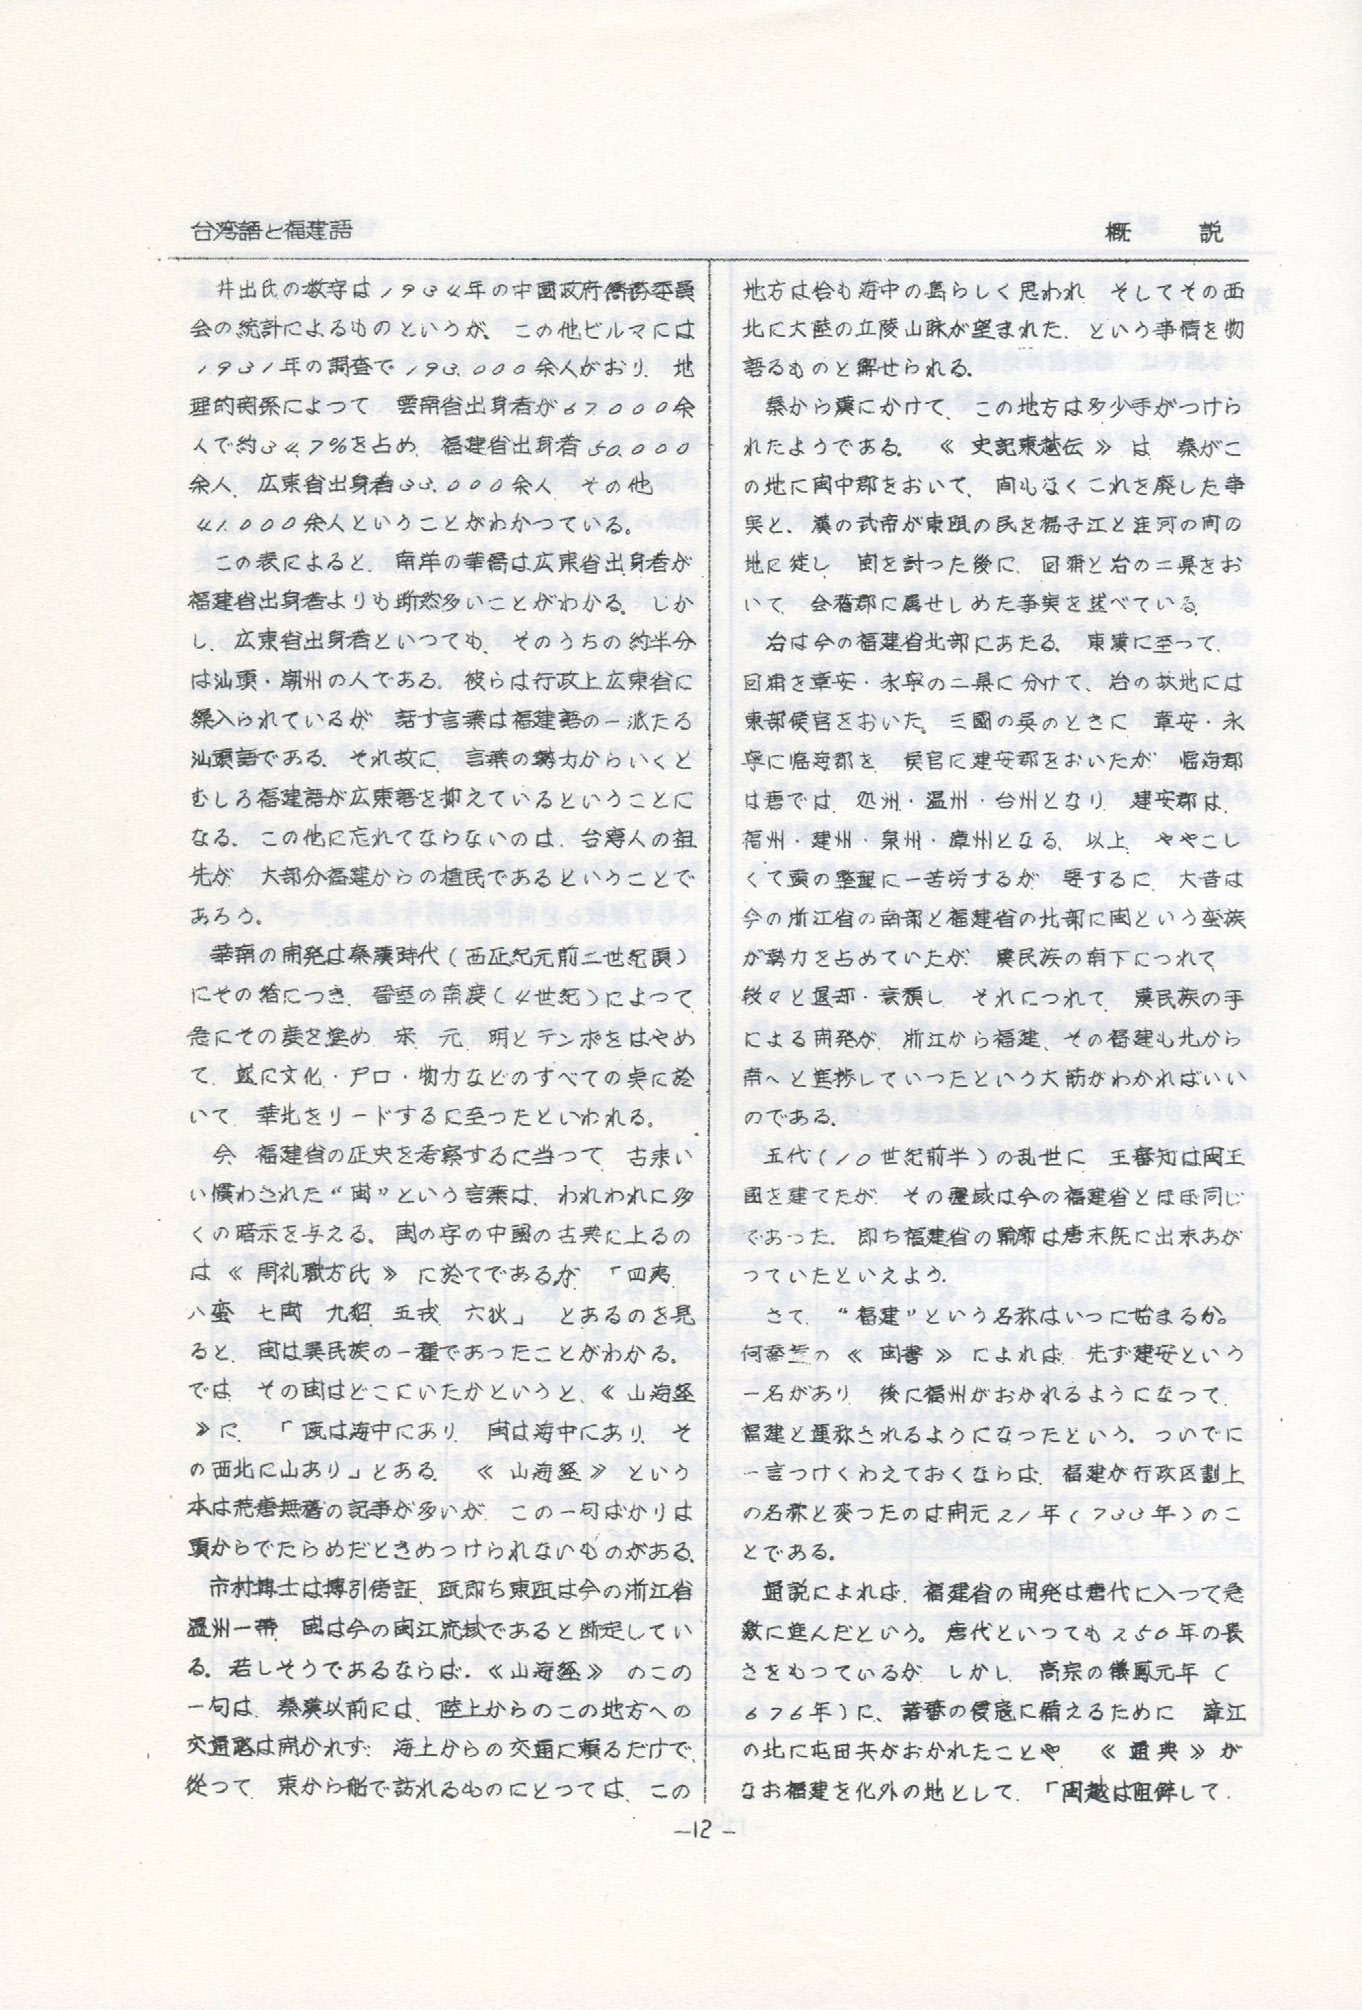 台湾語と福建語
概　説
井出氏の数字は1934年の中國政府僑務委員
会の統計によるものというが、この他ビルマには
1931年の調査で193,000余人がおり、地
理的関係によって、雲南省出身者が67,000余
人で約34.7%を占め、福建省出身者50,000
余人、広東省出身者33,000余人、その他
41,000余人ということがわかつている。
この表によると、南洋の華僑は広東省出身者が
福建省出身者よりも断然多いことがわかる。しか
し、広東省出身者といつても、そのうちの約半分
は汕頭・潮州の人である。彼らは行政上広東省に
繰入られているが、話す言葉は福建語の一派たる
汕頭語である。それ故に、言葉の勢力からいくと
むしろ福建語が広東語を抑えているということに
なる。この他に忘れてならないのは、台湾人の祖
先が、大部分福建からの植民であるということで
あろう。
華南の開発は秦漢時代(西正紀元前二世紀頃)
にその緒につき、晉室の南渡(4世紀)によって
急にその度を進め、宋、元、明とテンポをはやめ
て、遂に文化・戸口・物力などのすべての点に於
いて、華北をリードするに至つたといわれる。
今、福建省の正史を考察するに当って、古来い
い慣わされた“閩”という言葉は、われわれに多
くの暗示を与える。閩の字の中國の古典に上るの
は《周礼職方氏》に於てであるが、「四夷、
八蛮、七閩、九貊、五戎、六狄」とあるのを見
ると、閩は異民族の一種であったことがわかる。
では、その閩はどこにいたかというと、《山海経
》に、「甌は海中にあり、閩は海中にあり、そ
の西北に山あり」とある。《山海経》という
本は荒唐無稽の記事が多いが、この一句ばかりは
頭からでたらめだときめつけられないものがある。
市村博士は博引傍証、甌即ち東甌は今の浙江省
温州一帯、閩は今の閩江流域であると断定してい
る。若しそうであるならば、《山海経》のこの
一句は、秦漢以前には、陸上からのこの地方への
交通路は開かれず、海上からの交通に頼るだけで、
從つて、東から船で訪れるものにとつては、この
地方は恰も海中の島らしく思われ、そしてその西
北に大陸の丘陵山脉が望まれた、という事情を物
語るものと解せられる。
秦から漢にかけて、この地方は多少手がつけら
れたようである。《史記東越伝》は、秦がこ
の地に閩中郡をおいて、間もなくこれを廃した事
実と、漢の武帝が東甌の民を楊子江と淮河の間の
地に徙し、閩を討った後に、回浦と冶の二県をお
いて、会稽郡に属せしめた事実を述べている。
冶は今の福建省北部にあたる。東漢に至って、
回浦を章安・永寧の二県に分けて、冶の故地には
東部侯官をおいた。三國の呉のときに、章安・永
寧に臨海郡を、侯官に建安郡をおいたが、臨海郡
は唐では、処州・温州・台州となり、建安郡は、
福州・建州・泉州・漳州となる。以上、ややこし
くて頭の整理に一苦労するが、要するに、大昔は
今の浙江省の南部と福建省の北部に閩という蛮族
が勢力を占めていたが、漢民族の南下につれて、
段々と退却・衰頽し、それにつれて、漢民族の手
による開発が、浙江から福建、その福建も北から
南へと進捗していつたという大筋がわかればいい
のである。
五代(10世紀前半)の乱世に、王審知は閩王
國を建てたが、その疆域は今の福建省とほぼ同じ
であった。即ち福建省の輪郭は唐末既に出来あが
っていたといえよう。
さて、“福建”という名称はいつに始まるか。
何喬の《閩書》によれば、先ず建安という
一名があり、後に福州がおかれるようになって、
福建と連称されるようになったという。ついでに
一言つけくわえておくならば、福建が行政区劃上
の名称と変つたのは開元21年(733年)のこ
とである。
通説によれば、福建省の開発は唐代に入つて急
激に進んだという。唐代といつても250年の長
さをもつているが、しかし、高宗の儀鳳元年(
676年)に、諸蕃の侵寇に備えるために、漳江
の北に屯田兵がおかれたことや、《通典》が
なお福建を化外の地として、「閩越は阻僻して、
—12—